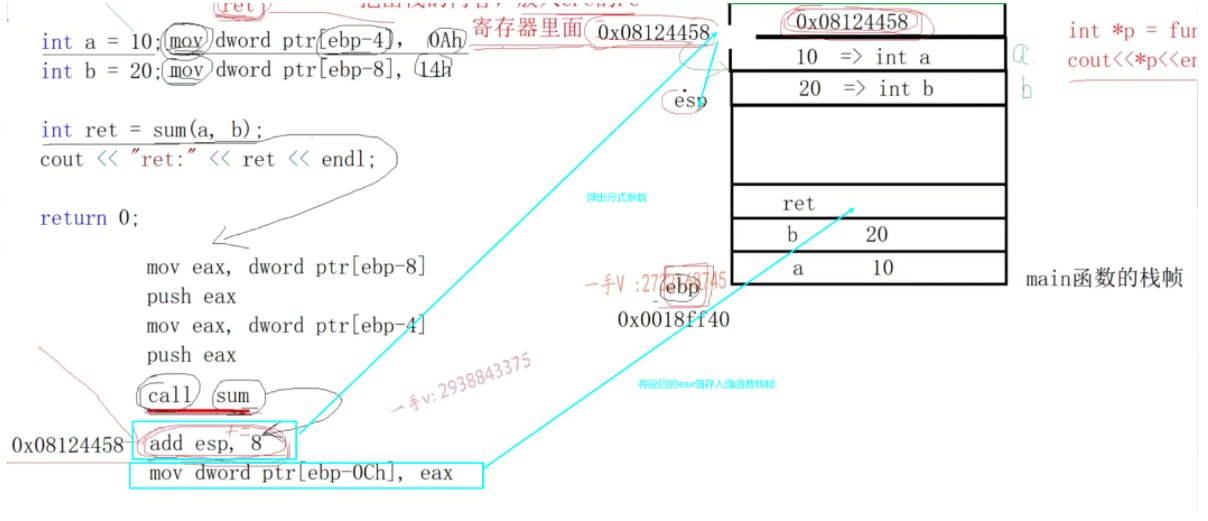 ret
寄存器里面
0x08124458
0x08124458
int a = 10; mov dword ptr[ebp-4], 0Ah
int b = 20; mov dword ptr[ebp-8], 14h
10 => int a
a
20 => int b
b
int *p = fun
cout<<*p<<en
esp
int ret = sum(a, b);
cout << "ret:" << ret << endl;
return 0;
弹出形式参数
ret
b 20
a 10
main函数的栈帧
ebp
0x0018ff40
mov eax, dword ptr[ebp-8]
push eax
mov eax, dword ptr[ebp-4]
push eax
一手v:2938843375
将返回的eax值存入面函数栈帧
call sum
0x08124458
add esp, 8
mov dword ptr[ebp-0Ch], eax